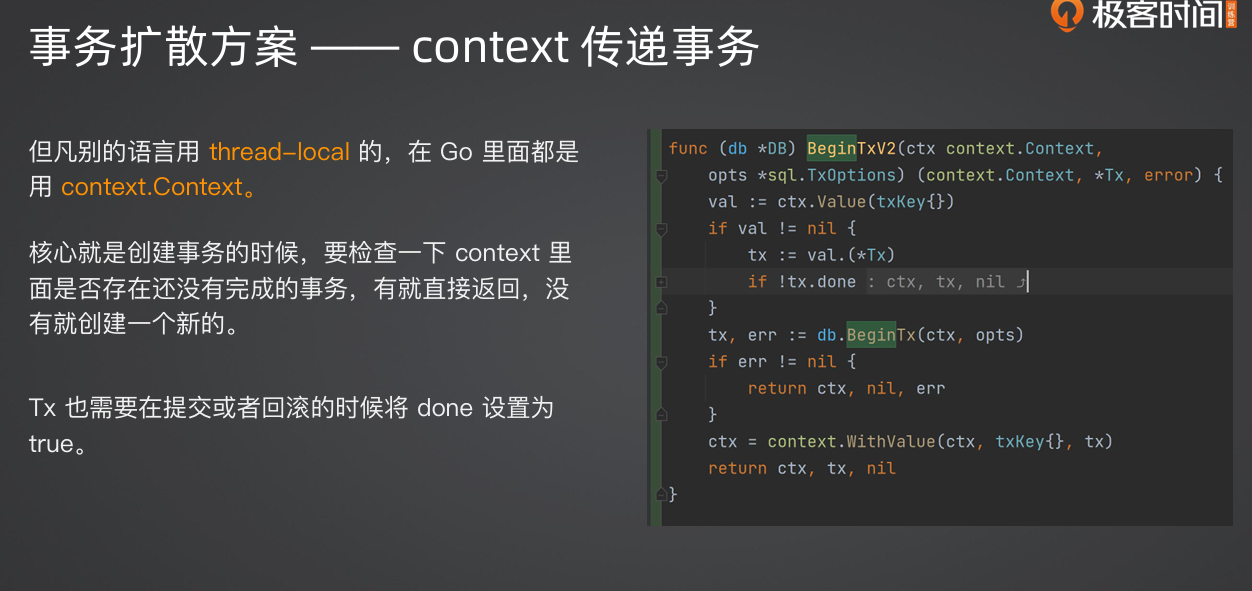 极客时间
训练营
事务扩散方案 —— context 传递事务
但凡别的语言用 thread-local 的，在 Go 里面都是
用 context.Context。
核心就是创建事务的时候，要检查一下 context 里
面是否存在还没有完成的事务，有就直接返回，没
有就创建一个新的。
Tx 也需要在提交或者回滚的时候将 done 设置为
true。
func (db *DB) BeginTxV2(ctx context.Context,
opts *sql.TxOptions) (context.Context, *Tx, error) {
val := ctx.Value(txKey{})
if val != nil {
tx := val.(*Tx)
if !tx.done : ctx, tx, nil
}
tx, err := db.BeginTx(ctx, opts)
if err != nil {
return ctx, nil, err
}
ctx = context.WithValue(ctx, txKey{}, tx)
return ctx, tx, nil
}